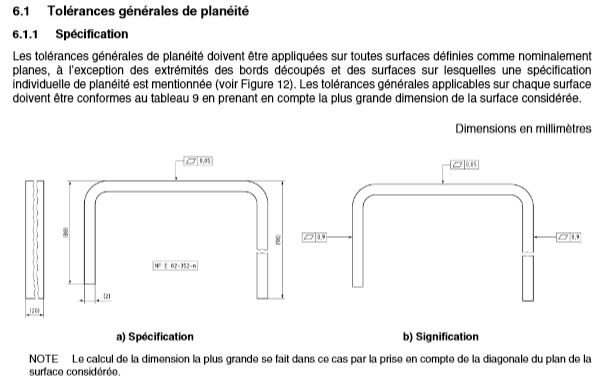 6.1 Tolérances générales de planéité
6.1.1 Spécification
Les tolérances générales de planéité doivent être appliquées sur toutes surfaces définies comme nominalement
planes, à l'exception des extrémités des bords découpés et des surfaces sur lesquelles une spécification
individuelle de planéité est mentionnée (voir Figure 12). Les tolérances générales applicables sur chaque surface
doivent être conformes au tableau 9 en prenant en compte la plus grande dimension de la surface considérée.
Dimensions en millimètres
0,05
0,05
(80)
(90)
0,9
0,9
NF E 02-352-n
(2)
(20)
a) Spécification
b) Signification
NOTE Le calcul de la dimension la plus grande se fait dans ce cas par la prise en compte de la diagonale du plan de la
surface considérée.